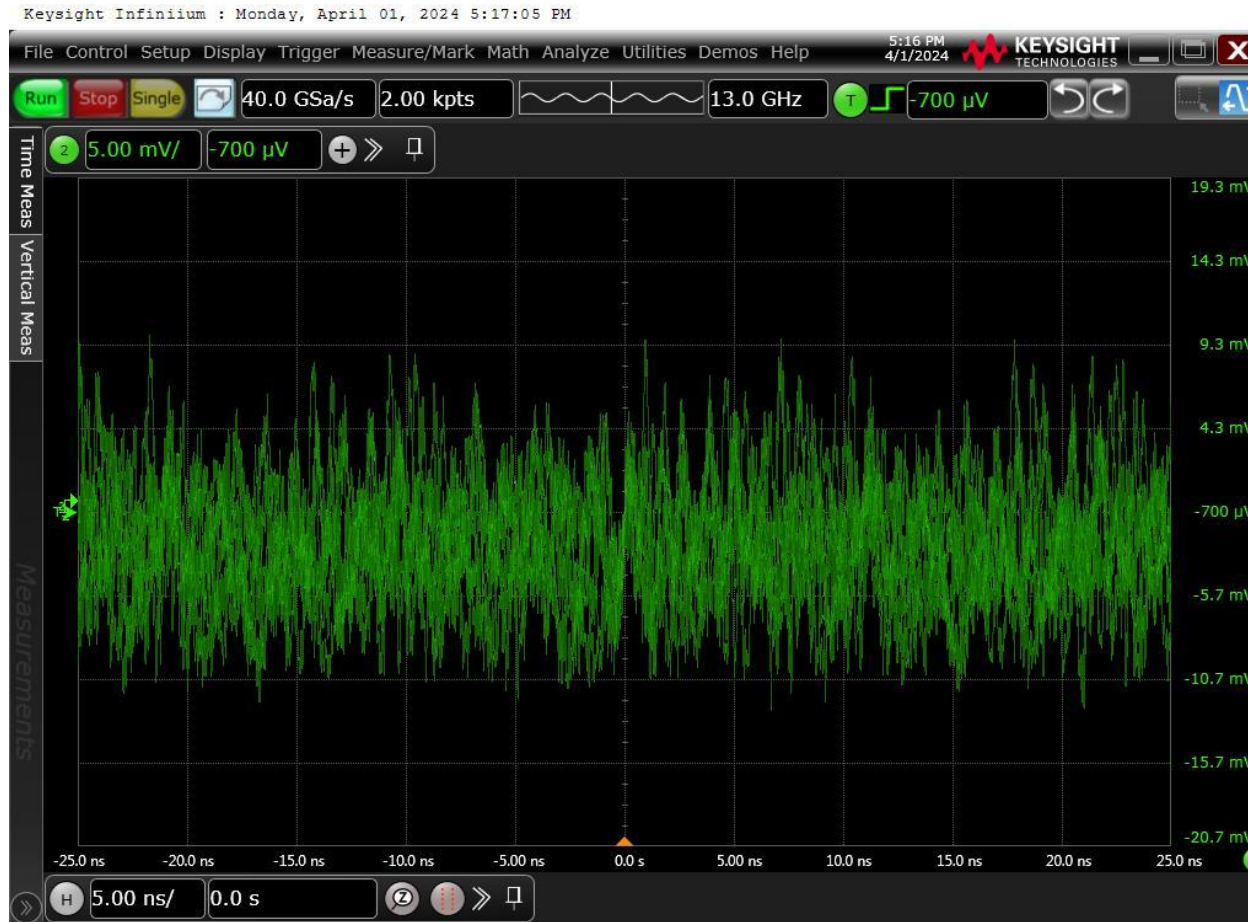 Keysight Infiniium : Monday, April 01, 2024 5:17:05 PM
File Control Setup Display Trigger Measure/Mark Math Analyze Utilities Demos Help
5:16 PM
4/1/2024
KEYSIGHT
TECHNOLOGIES
X
Run Stop Single 40.0 GSa/s 2.00 kpts 13.0 GHz T -700 µV
Time Meas
Vertical Meas
Measurements
2 5.00 mV/ -700 µV
19.3 mV
14.3 mV
9.3 mV
4.3 mV
-700 µV
-5.7 mV
-10.7 mV
-15.7 mV
-20.7 mV
-25.0 ns -20.0 ns -15.0 ns -10.0 ns -5.00 ns 0.0 s 5.00 ns 10.0 ns 15.0 ns 20.0 ns 25.0 ns
H 5.00 ns/ 0.0 s Z